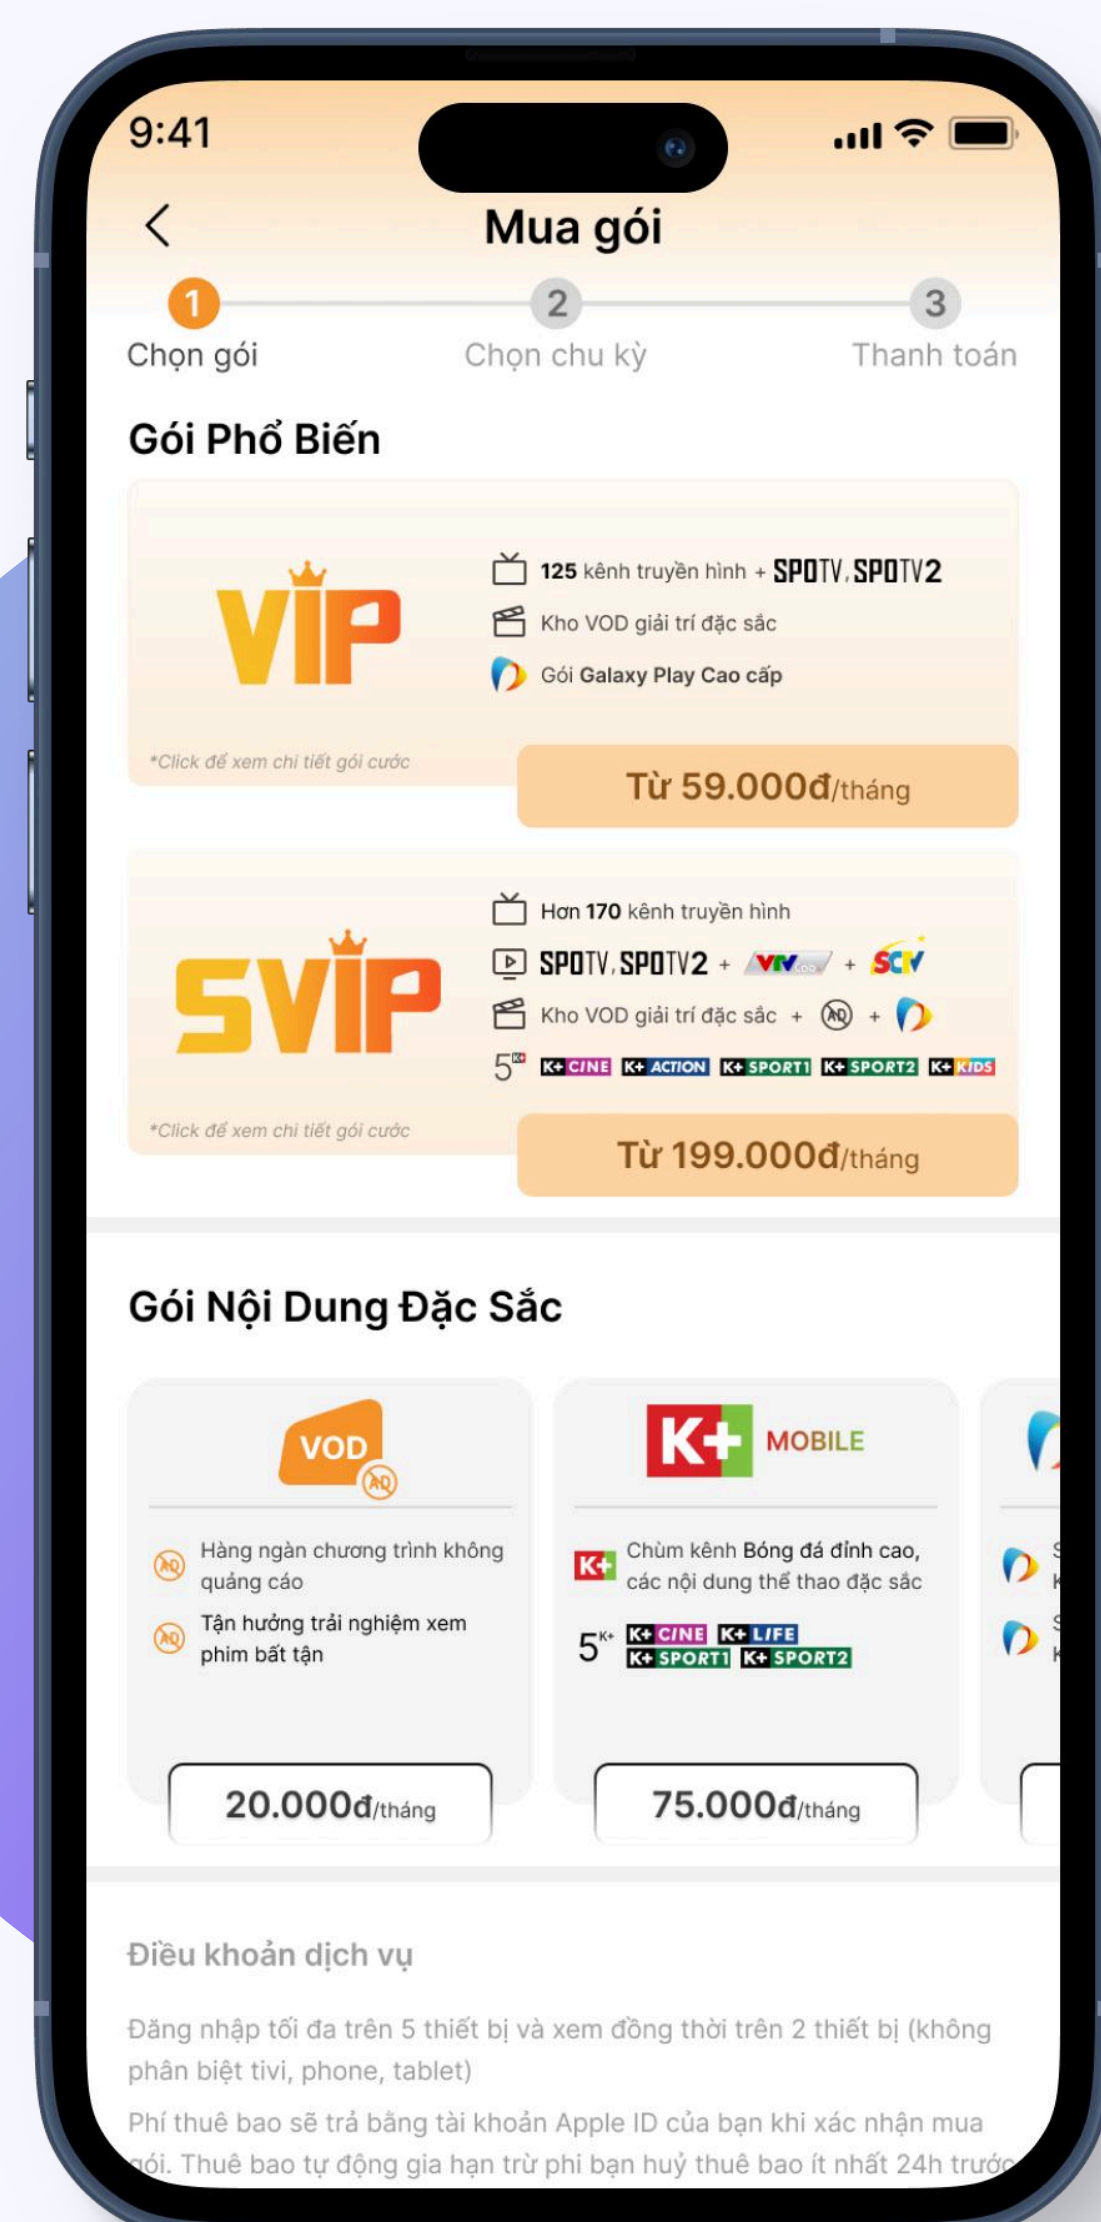 9:41
Mua gói
1
2
3
Chọn gói
Chọn chu kỳ
Thanh toán
Gói Phổ Biến
VIP
125 kênh truyền hình + SPOTV, SPOTV2
Kho VOD giải trí đặc sắc
Gói Galaxy Play Cao cấp
*Click để xem chi tiết gói cước
Từ 59.000đ/tháng
SVIP
Hơn 170 kênh truyền hình
SPOTV, SPOTV2 + VTVcab + SCTV
Kho VOD giải trí đặc sắc + AD +
5 K+ K+ CINE K+ ACTION K+ SPORT1 K+ SPORT2 K+ KIDS
*Click để xem chi tiết gói cước
Từ 199.000đ/tháng
Gói Nội Dung Đặc Sắc
VOD
AD
AD Hàng ngàn chương trình không
quảng cáo
AD Tận hưởng trải nghiệm xem
phim bất tận
20.000đ/tháng
K+ MOBILE
K+ Chùm kênh Bóng đá đỉnh cao,
các nội dung thể thao đặc sắc
5 K+ K+ CINE K+ LIFE
K+ SPORT1 K+ SPORT2
75.000đ/tháng
Điều khoản dịch vụ
Đăng nhập tối đa trên 5 thiết bị và xem đồng thời trên 2 thiết bị (không
phân biệt tivi, phone, tablet)
Phí thuê bao sẽ trả bằng tài khoản Apple ID của bạn khi xác nhận mua
gói. Thuê bao tự động gia hạn trừ phi bạn huỷ thuê bao ít nhất 24h trước